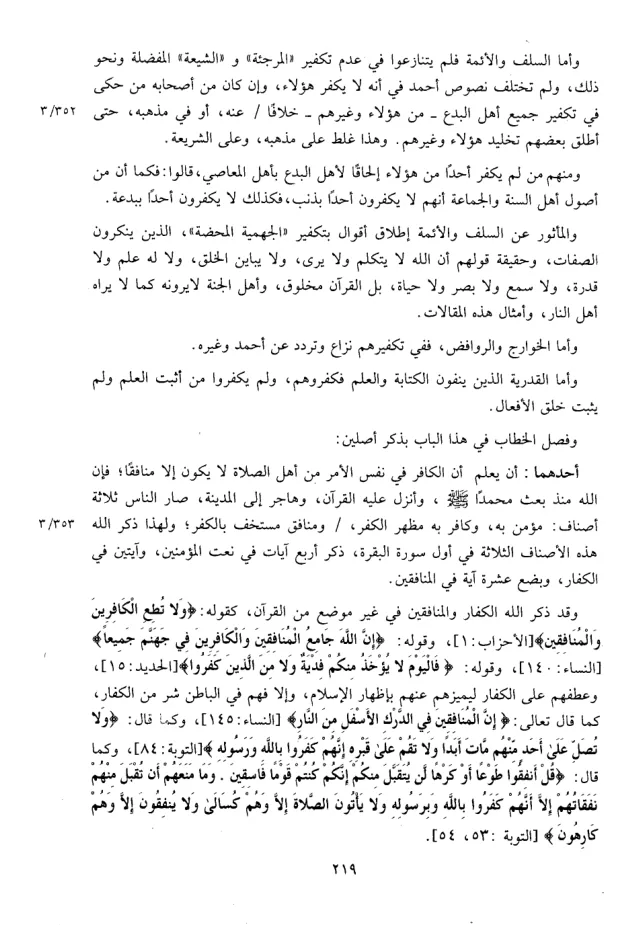 وأما السلف والأئمة فلم يتنازعوا في عدم تكفير «المرجئة» و «الشيعة» المفضلة ونحو
ذلك، ولم تختلف نصوص أحمد في أنه لا يكفر هؤلاء، وإن كان من أصحابه من حكى
في تكفير جميع أهل البدع ـ من هؤلاء وغيرهم ـ خلافًا / عنه، أو في مذهبه، حتى ٣/٣٥٢
أطلق بعضهم تخليد هؤلاء وغيرهم. وهذا غلط على مذهبه، وعلى الشريعة.
ومنهم من لم يكفر أحدًا من هؤلاء إلحاقًا لأهل البدع بأهل المعاصي، قالوا: فكما أن من
أصول أهل السنة والجماعة أنهم لا يكفرون أحدًا بذنب، فكذلك لا يكفرون أحدًا ببدعة.
والمأثور عن السلف والأئمة إطلاق أقوال بتكفير «الجهمية المحضة»، الذين ينكرون
الصفات، وحقيقة قولهم أن الله لا يتكلم ولا يرى، ولا يباين الخلق، ولا له علم ولا
قدرة، ولا سمع ولا بصر ولا حياة، بل القرآن مخلوق، وأهل الجنة لايرونه كما لا يراه
أهل النار، وأمثال هذه المقالات.
وأما الخوارج والروافض، ففي تكفيرهم نزاع وتردد عن أحمد وغيره.
وأما القدرية الذين ينفون الكتابة والعلم فكفروهم، ولم يكفروا من أثبت العلم ولم
يثبت خلق الأفعال.
وفصل الخطاب في هذا الباب بذكر أصلين:
أحدهما: أن يعلم أن الكافر في نفس الأمر من أهل الصلاة لا يكون إلا منافقًا؛ فإن
الله منذ بعث محمدًا ﷺ ، وأنزل عليه القرآن، وهاجر إلى المدينة، صار الناس ثلاثة
أصناف: مؤمن به، وكافر به مظهر الكفر، / ومنافق مستخف بالكفر؛ ولهذا ذكر الله ٣/٣٥٣
هذه الأصناف الثلاثة في أول سورة البقرة، ذكر أربع آيات في نعت المؤمنين، وآيتين في
الكفار، وبضع عشرة آية في المنافقين.
وقد ذكر الله الكفار والمنافقين في غير موضع من القرآن، كقوله: ﴿وَلا تُطِعِ الْكَافِرِينَ
وَالْمُنَافِقِينَ﴾[الأحزاب:١]، وقوله: ﴿إِنَّ اللَّهَ جَامِعُ الْمُنَافِقِينَ وَالْكَافِرِينَ فِي جَهَنَّمَ جَمِيعاً﴾
[النساء:١٤٠]، وقوله: ﴿ فَالْيَوْمَ لا يُؤْخَذُ مِنكُمْ فِدْيَةٌ وَلا مِنَ الَّذِينَ كَفَرُوا﴾[الحديد:١٥]،
وعطفهم على الكفار ليميزهم عنهم بإظهار الإسلام، وإلا فهم في الباطن شر من الكفار،
كما قال تعالى: ﴿ إِنَّ الْمُنَافِقِينَ فِي الدَّرْكِ الأَسْفَلِ مِنَ النَّارِ﴾ [النساء:١٤٥]، وكما قال: ﴿وَلا
تُصَلِّ عَلَىٰ أَحَدٍ مِّنْهُم مَّاتَ أَبَدًا وَلا تَقُمْ عَلَىٰ قَبْرِهِ إِنَّهُمْ كَفَرُوا بِاللَّهِ وَرَسُولِهِ ﴾[التوبة:٨٤]، وكما
قال: ﴿قُلْ أَنفِقُوا طَوْعًا أَوْ كَرْهًا لَّن يُتَقَبَّلَ مِنكُمْ إِنَّكُمْ كُنتُمْ قَوْمًا فَاسِقِينَ . وَمَا مَنَعَهُمْ أَن تُقْبَلَ مِنْهُمْ
نَفَقَاتُهُمْ إِلاَّ أَنَّهُمْ كَفَرُوا بِاللَّهِ وَبِرَسُولِهِ وَلا يَأْتُونَ الصَّلاةَ إِلاَّ وَهُمْ كُسَالَىٰ وَلا يُنفِقُونَ إِلاَّ وَهُمْ
كَارِهُونَ﴾ [التوبة :٥٣، ٥٤].
٢١٩